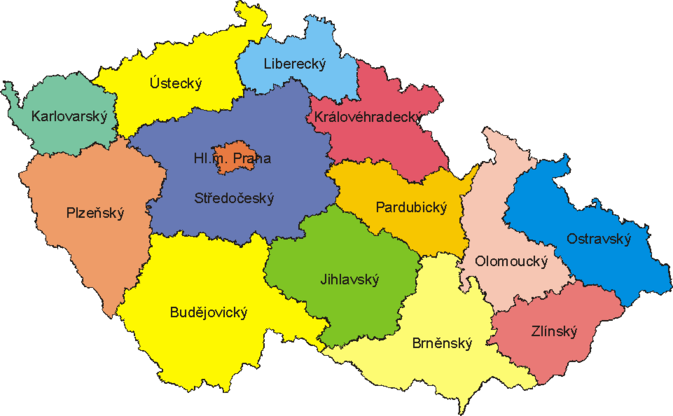 Liberecký
Ústecký
Karlovarský
Královéhradecký
Hl.m. Praha
Středočeský
Plzeňský
Pardubický
Ostravský
Olomoucký
Jihlavský
Budějovický
Zlínský
Brněnský